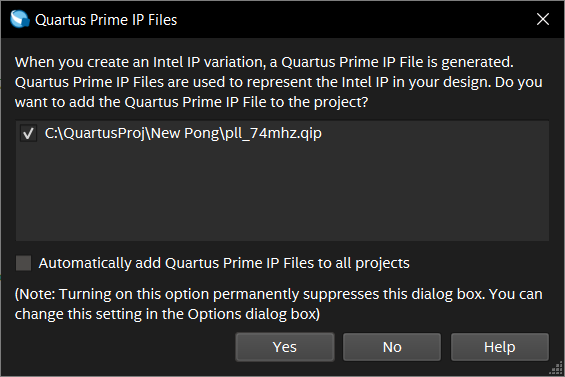 Quartus Prime IP Files
When you create an Intel IP variation, a Quartus Prime IP File is generated.
Quartus Prime IP Files are used to represent the Intel IP in your design. Do you
want to add the Quartus Prime IP File to the project?
C:\QuartusProj\New Pong\pll_74mhz.qip
Automatically add Quartus Prime IP Files to all projects
(Note: Turning on this option permanently suppresses this dialog box. You can
change this setting in the Options dialog box)
Yes No Help